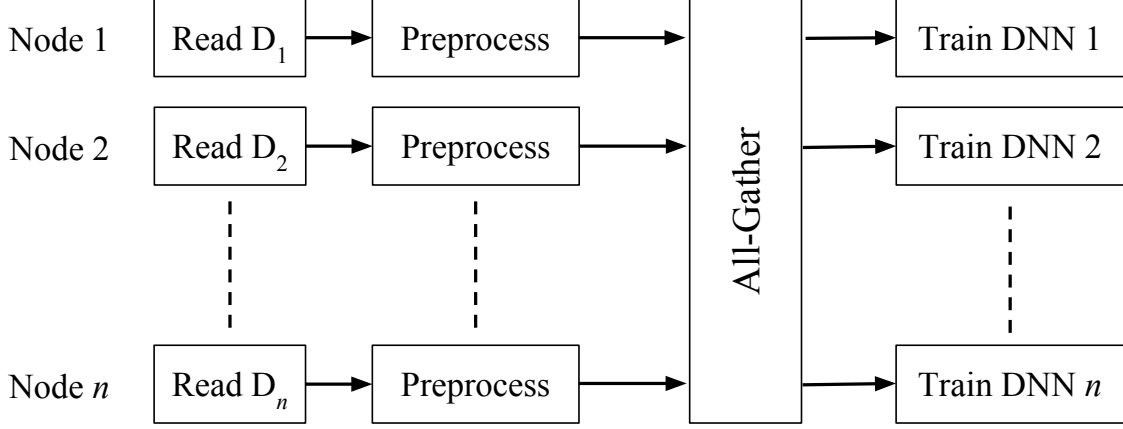 Node 1 Read D₁ Preprocess Train DNN 1
Node 2 Read D₂ Preprocess Train DNN 2
All-Gather
Node n Read Dₙ Preprocess Train DNN n